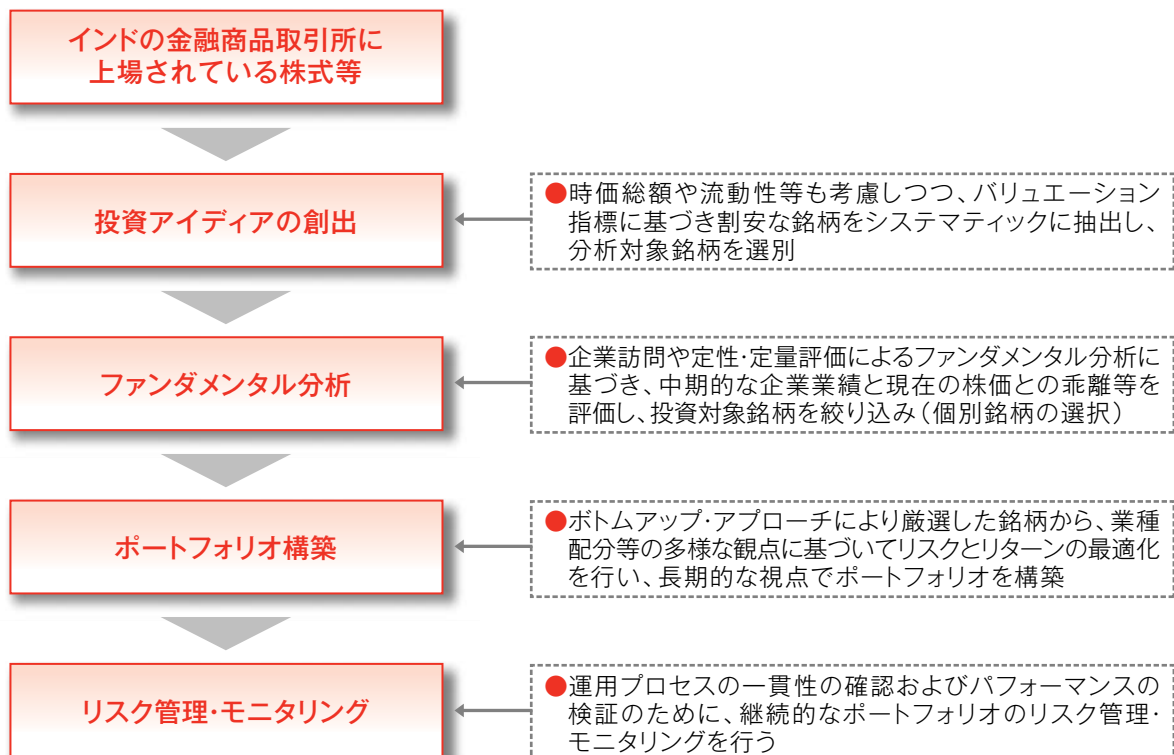 インドの金融商品取引所に
上場されている株式等
投資アイディアの創出
●時価総額や流動性等も考慮しつつ、バリュエーション
指標に基づき割安な銘柄をシステマティックに抽出し、
分析対象銘柄を選別
ファンダメンタル分析
●企業訪問や定性・定量評価によるファンダメンタル分析に
基づき、中期的な企業業績と現在の株価との乖離等を
評価し、投資対象銘柄を絞り込み（個別銘柄の選択）
ポートフォリオ構築
●ボトムアップ・アプローチにより厳選した銘柄から、業種
配分等の多様な観点に基づいてリスクとリターンの最適化
を行い、長期的な視点でポートフォリオを構築
リスク管理・モニタリング
●運用プロセスの一貫性の確認およびパフォーマンスの
検証のために、継続的なポートフォリオのリスク管理・
モニタリングを行う